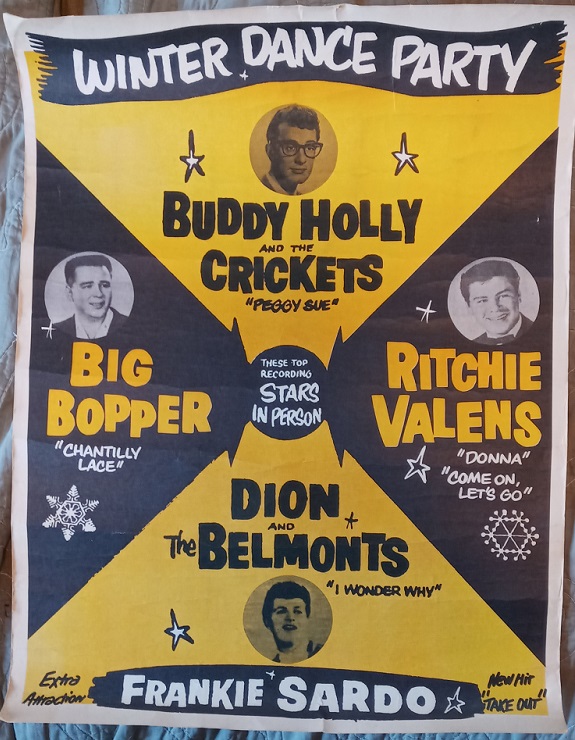 WINTER DANCE PARTY
BUDDY HOLLY
AND THE
CRICKETS
"PEGGY SUE"
THESE TOP
RECORDING
STARS
IN PERSON
BIG
BOPPER
"CHANTILLY
LACE"
RITCHIE
VALENS
"DONNA"
"COME ON,
LET'S GO"
DION
AND
The BELMONTS
"I WONDER WHY"
Extra
Attraction
FRANKIE SARDO
New Hit
"TAKE OUT"